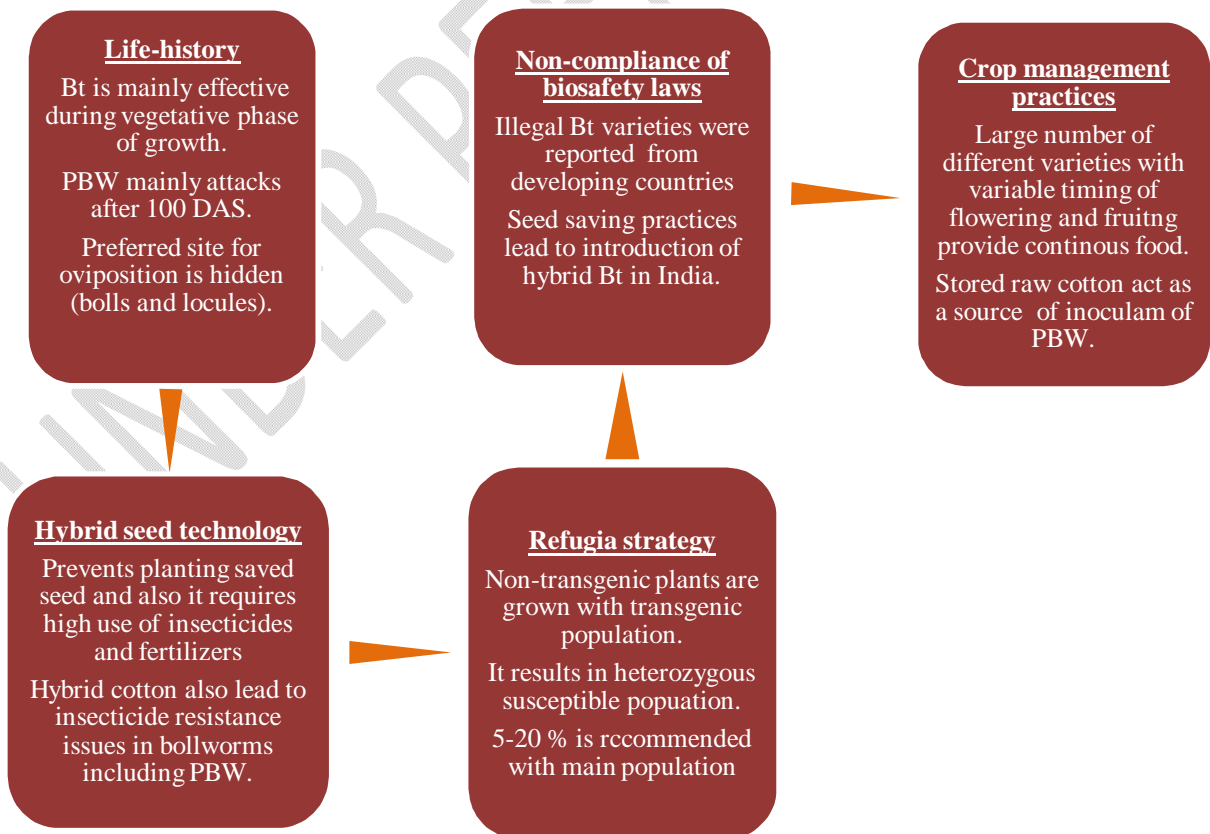 Life-history
Bt is mainly effective
during vegetative phase
of growth.
PBW mainly attacks
after 100 DAS.
Preferred site for
oviposition is hidden
(bolls and locules).
Hybrid seed technology
Prevents planting saved
seed and also it requires
high use of insecticides
and fertilizers
Hybrid cotton also lead to
insecticide resistance
issues in bollworms
including PBW.
Refugia strategy
Non-transgenic plants are
grown with transgenic
population.
It results in heterozygous
susceptible popuation.
5-20 % is rccommended
with main population
Non-compliance of
biosafety laws
Illegal Bt varieties were
reported from
developing countries
Seed saving practices
lead to introduction of
hybrid Bt in India.
Crop management
practices
Large number of
different varieties with
variable timing of
flowering and fruitng
provide continous food.
Stored raw cotton act as
a source of inoculam of
PBW.
UNDER PE